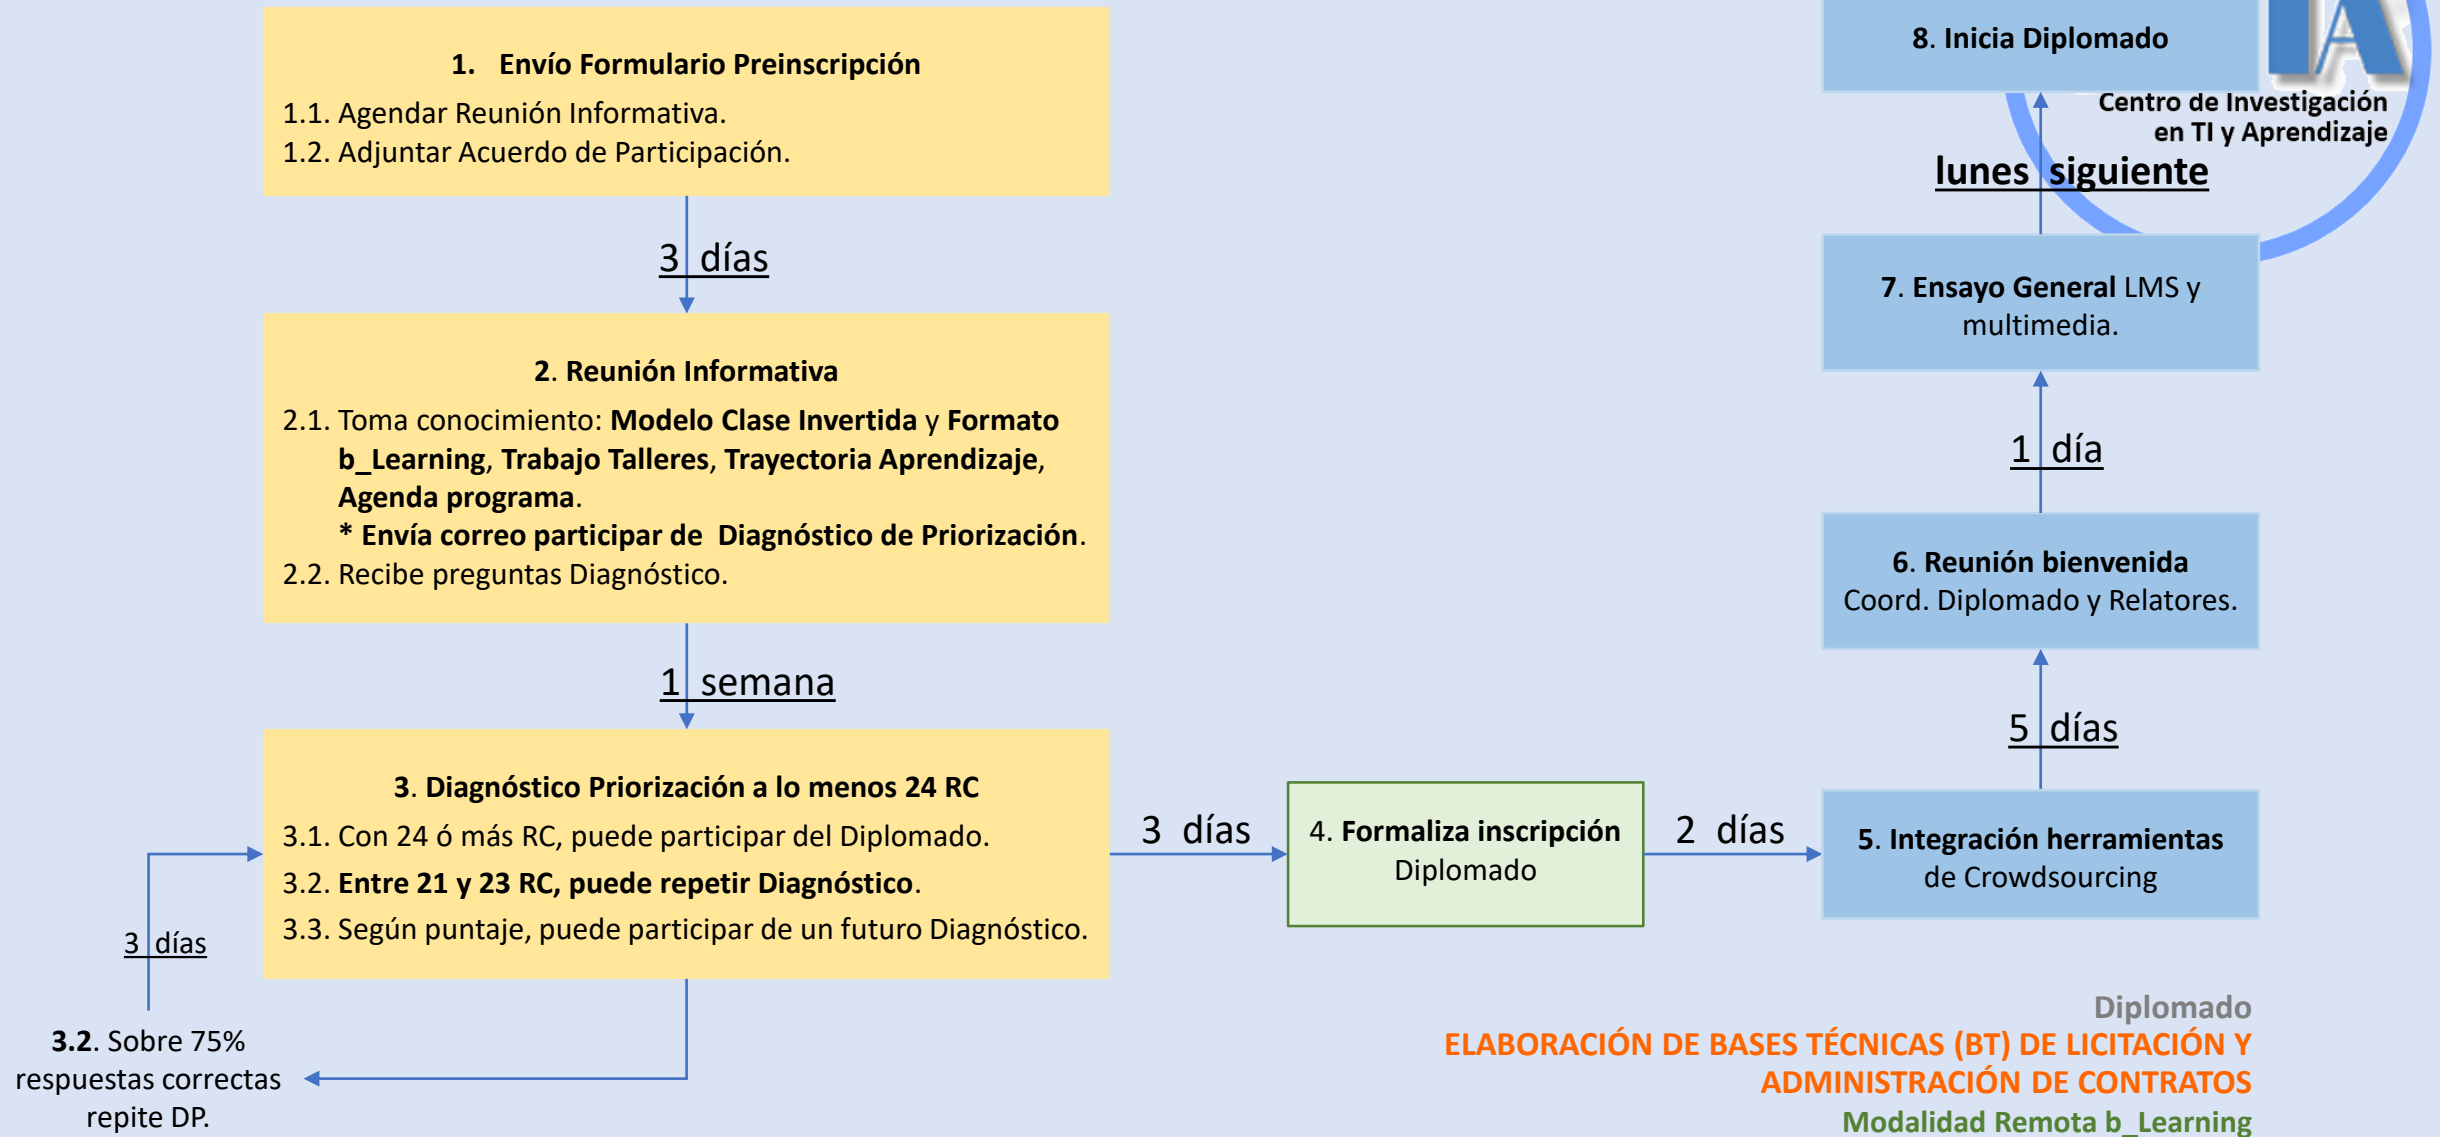 1. Envío Formulario Preinscripción
1.1. Agendar Reunión Informativa.
1.2. Adjuntar Acuerdo de Participación.
3 días
2. Reunión Informativa
2.1. Toma conocimiento: Modelo Clase Invertida y Formato
b_Learning, Trabajo Talleres, Trayectoria Aprendizaje,
Agenda programa.
* Envía correo participar de Diagnóstico de Priorización.
2.2. Recibe preguntas Diagnóstico.
1 semana
3. Diagnóstico Priorización a lo menos 24 RC
3.1. Con 24 ó más RC, puede participar del Diplomado.
3.2. Entre 21 y 23 RC, puede repetir Diagnóstico.
3.3. Según puntaje, puede participar de un futuro Diagnóstico.
3 días
3.2. Sobre 75%
respuestas correctas
repite DP.
3 días
4. Formaliza inscripción
Diplomado
2 días
5. Integración herramientas
de Crowdsourcing
5 días
6. Reunión bienvenida
Coord. Diplomado y Relatores.
1 día
7. Ensayo General LMS y
multimedia.
lunes siguiente
8. Inicia Diplomado
Centro de Investigación
en TI y Aprendizaje
Diplomado
ELABORACIÓN DE BASES TÉCNICAS (BT) DE LICITACIÓN Y
ADMINISTRACIÓN DE CONTRATOS
Modalidad Remota b_Learning